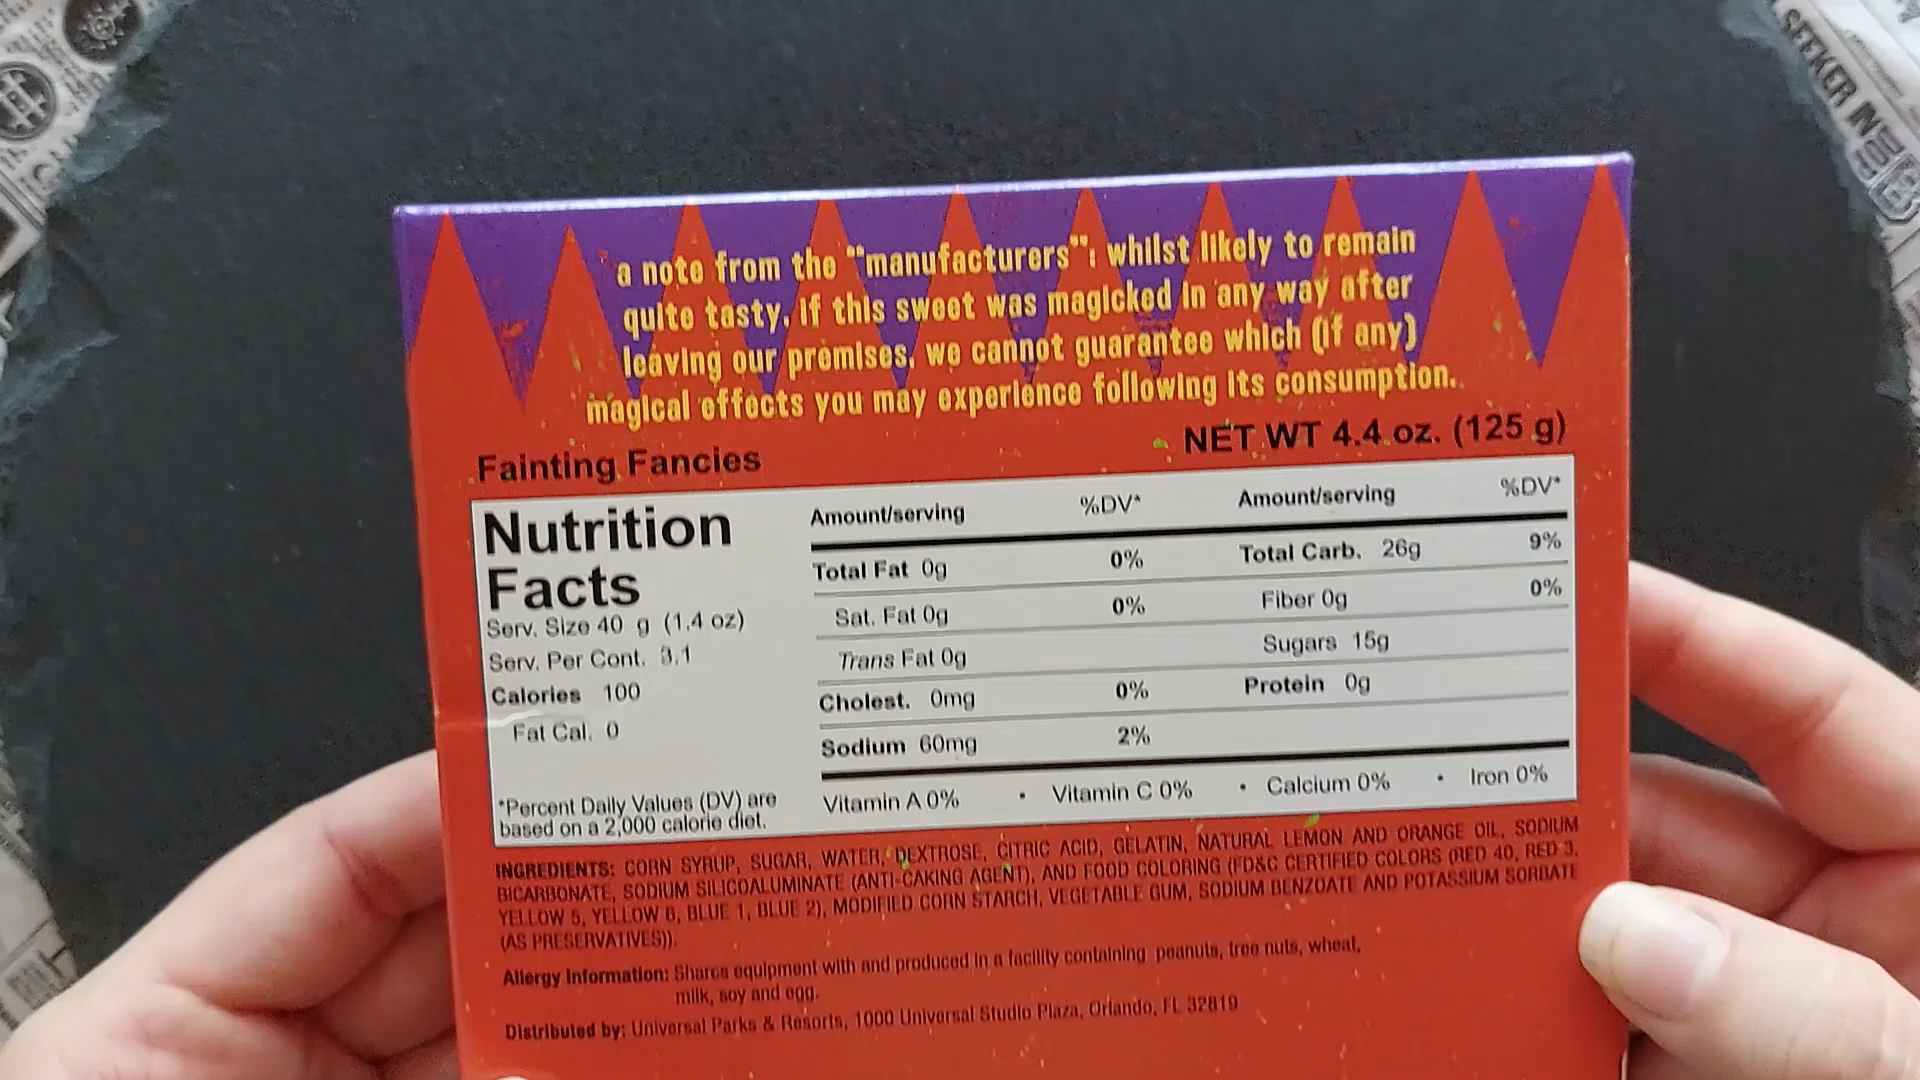 SEEKER IN
a note from the "manufacturers": whilst likely to remain
quite tasty, if this sweet was magicked in any way after
leaving our premises, we cannot guarantee which (if any)
magical effects you may experience following its consumption.
Fainting Fancies
NET WT 4.4 oz. (125 g)
Nutrition
Facts
Serv. Size 40 g (1.4 oz)
Serv. Per Cont. 3.1
Calories 100
Fat Cal. 0
*Percent Daily Values (DV) are
based on a 2,000 calorie diet.
Amount/serving %DV* Amount/serving %DV*
Total Fat 0g 0% Total Carb. 26g 9%
Sat. Fat 0g 0% Fiber 0g 0%
Trans Fat 0g Sugars 15g
Cholest. 0mg 0% Protein 0g
Sodium 60mg 2%
Vitamin A 0% • Vitamin C 0% • Calcium 0% • Iron 0%
INGREDIENTS: CORN SYRUP, SUGAR, WATER, DEXTROSE, CITRIC ACID, GELATIN, NATURAL LEMON AND ORANGE OIL, SODIUM
BICARBONATE, SODIUM SILICOALUMINATE (ANTI-CAKING AGENT), AND FOOD COLORING (FD&C CERTIFIED COLORS (RED 40, RED 3,
YELLOW 5, YELLOW 6, BLUE 1, BLUE 2), MODIFIED CORN STARCH, VEGETABLE GUM, SODIUM BENZOATE AND POTASSIUM SORBATE
(AS PRESERVATIVES)).
Allergy Information: Shares equipment with and produced in a facility containing peanuts, tree nuts, wheat,
milk, soy and egg.
Distributed by: Universal Parks & Resorts, 1000 Universal Studio Plaza, Orlando, FL 32819